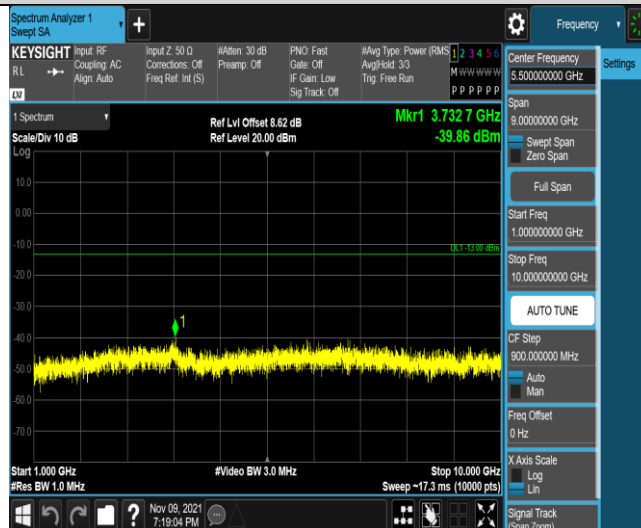 Spectrum Analyzer 1
Swept SA
+
Frequency
KEYSIGHT
RL
LXI
Input: RF
Coupling: AC
Align: Auto
Input Z: 50 Ω
Corrections: Off
Freq Ref: Int (S)
#Atten: 30 dB
Preamp: Off
PNO: Fast
Gate: Off
IF Gain: Low
Sig Track: Off
#Avg Type: Power (RMS
Avg|Hold: 3/3
Trig: Free Run
1 2 3 4 5 6
M W W W W W
P P P P P P
Settings
Center Frequency
5.500000000 GHz
Span
9.00000000 GHz
Swept Span
Zero Span
Full Span
Start Freq
1.000000000 GHz
Stop Freq
10.000000000 GHz
AUTO TUNE
CF Step
900.000000 MHz
Auto
Man
Freq Offset
0 Hz
X Axis Scale
Log
Lin
Signal Track
(Span Zoom)
1 Spectrum
Scale/Div 10 dB
Log
Ref Lvl Offset 8.62 dB
Ref Level 20.00 dBm
Mkr1 3.732 7 GHz
-39.86 dBm
10.0
0.00
-10.0
DL1 -13.00 dBm
-20.0
-30.0
1
-40.0
-50.0
-60.0
-70.0
Start 1.000 GHz
#Video BW 3.0 MHz
Stop 10.000 GHz
#Res BW 1.0 MHz
Sweep ~17.3 ms (10000 pts)
?
Nov 09, 2021
7:19:04 PM